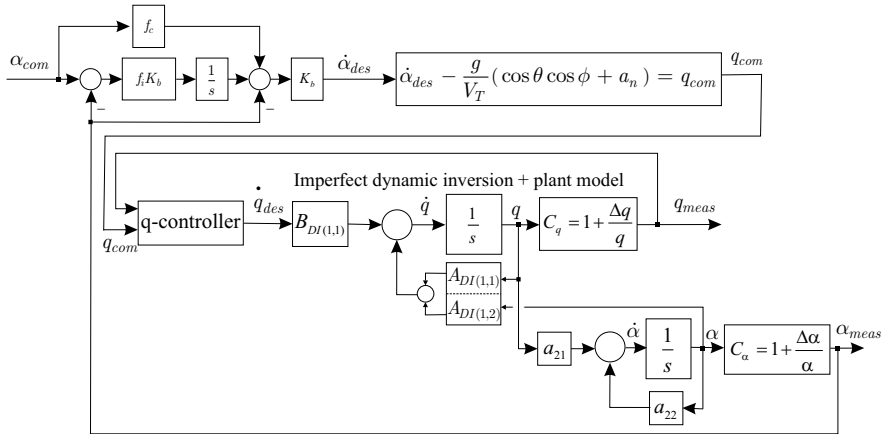 f_c
α_com
f_i K_b
1/s
K_b
α̇_des
α̇_des − g/V_T (cos θ cos ϕ + a_n) = q_com
q_com
−
−
Imperfect dynamic inversion + plant model
q-controller
q_com
q̇_des
B_DI(1,1)
q̇
1/s
q
C_q = 1 + Δq/q
q_meas
A_DI(1,1)
A_DI(1,2)
a_21
α̇
1/s
α
C_α = 1 + Δα/α
α_meas
a_22